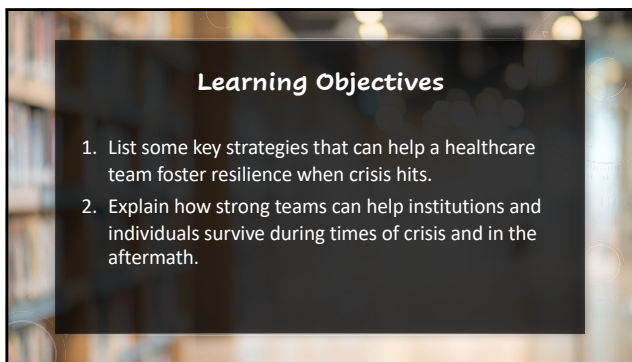 Learning Objectives
1. List some key strategies that can help a healthcare
team foster resilience when crisis hits.
2. Explain how strong teams can help institutions and
individuals survive during times of crisis and in the
aftermath.